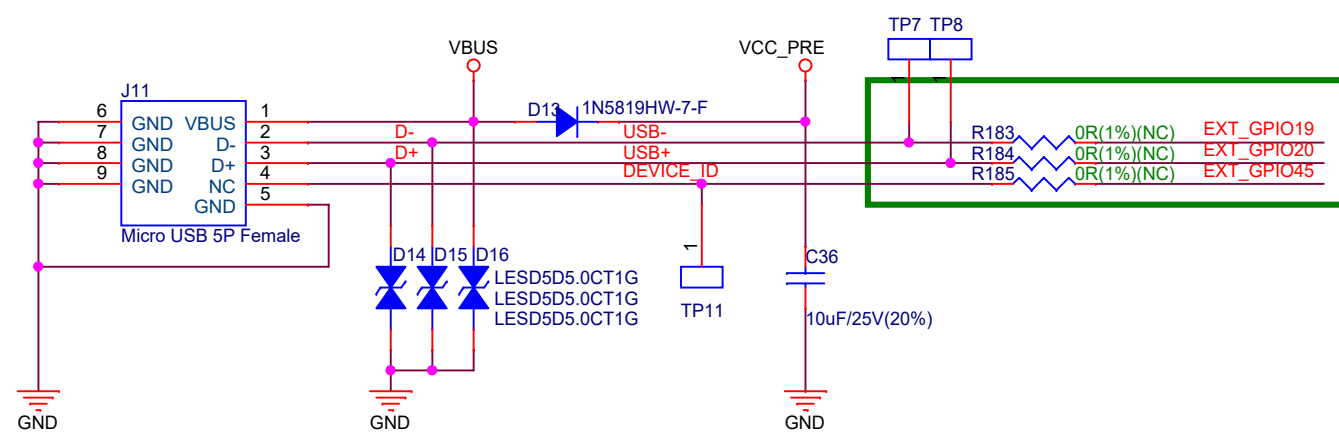 TP7 TP8
VBUS
VCC_PRE
J11
D13
1N5819HW-7-F
1
1
6
GND
VBUS
1
7
GND
D-
2
D-
USB-
R183
0R(1%)(NC)
EXT_GPIO19
8
GND
D+
3
D+
USB+
R184
0R(1%)(NC)
EXT_GPIO20
9
GND
NC
4
DEVICE_ID
R185
0R(1%)(NC)
EXT_GPIO45
GND
5
Micro USB 5P Female
D14
D15
D16
1
C36
LESD5D5.0CT1G
LESD5D5.0CT1G
LESD5D5.0CT1G
TP11
10uF/25V(20%)
GND
GND
GND